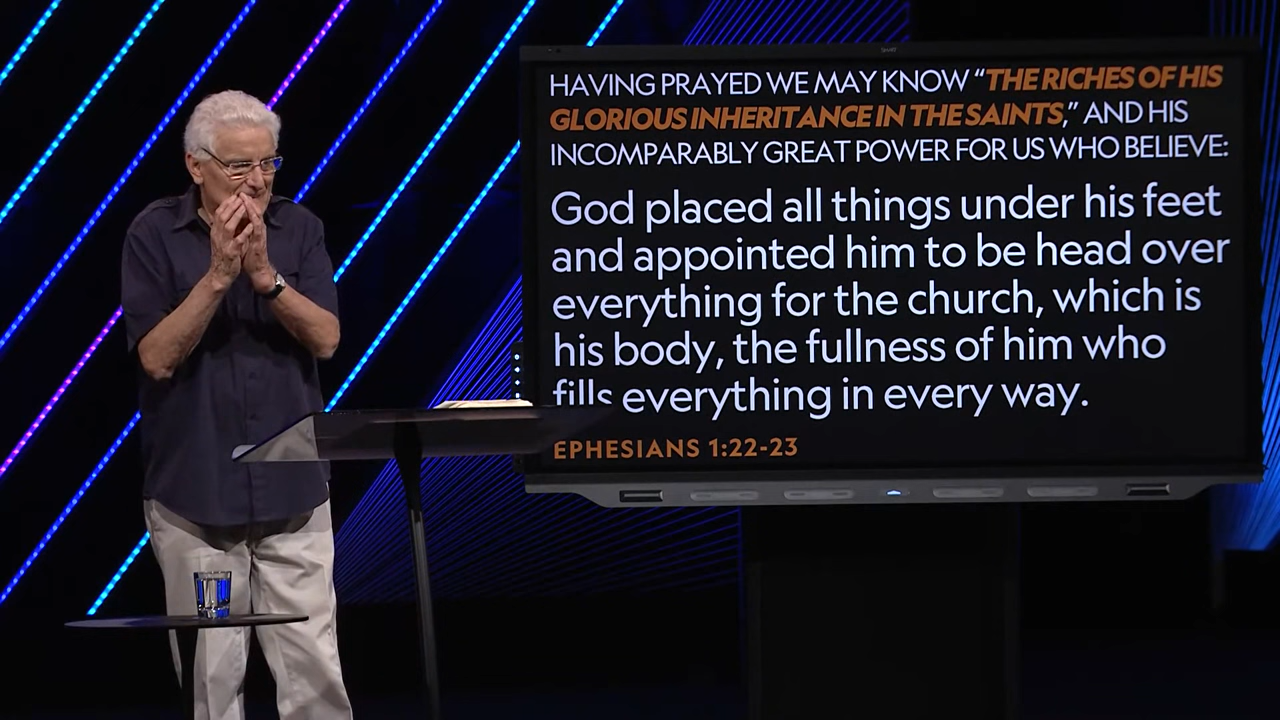 HAVING PRAYED WE MAY KNOW “THE RICHES OF HIS
GLORIOUS INHERITANCE IN THE SAINTS,” AND HIS
INCOMPARABLY GREAT POWER FOR US WHO BELIEVE:
God placed all things under his feet
and appointed him to be head over
everything for the church, which is
his body, the fullness of him who
fills everything in every way.
EPHESIANS 1:22-23